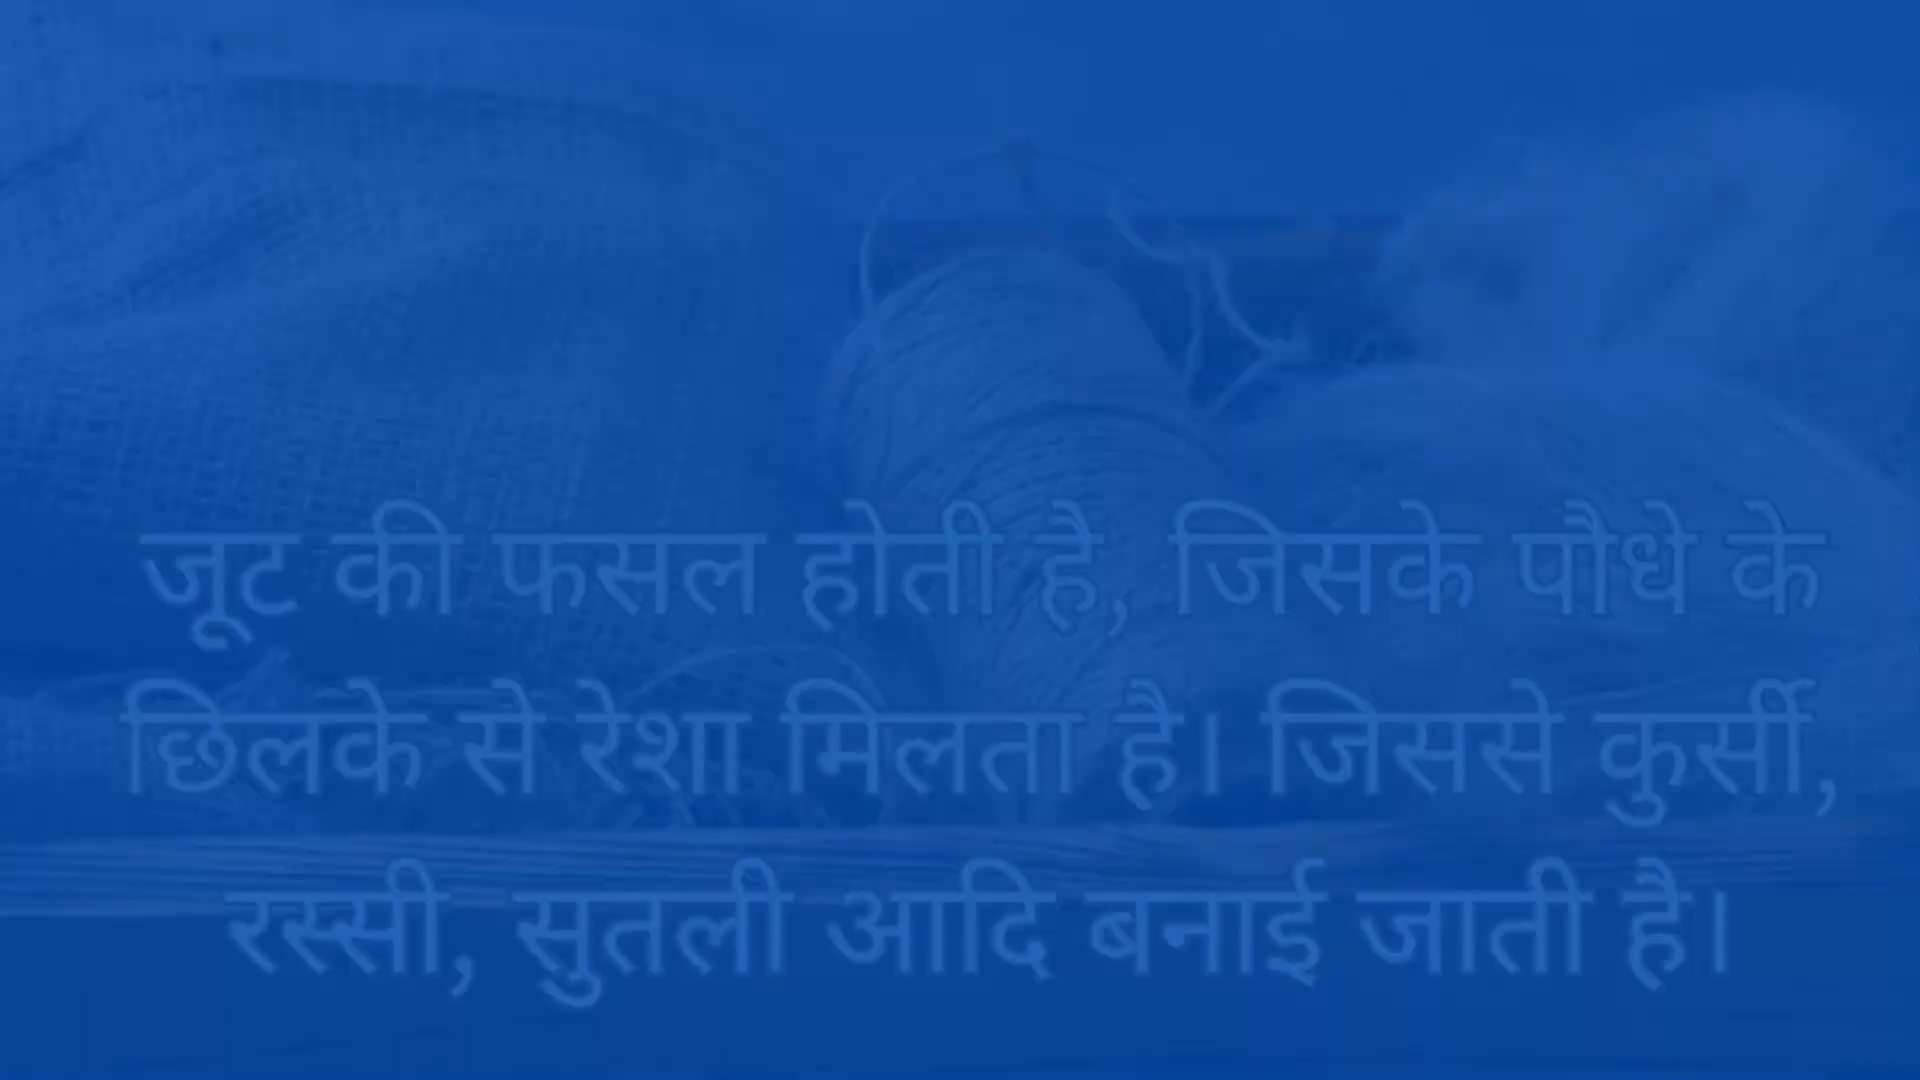 जूट की फसल होती है, जिसके पौधे के
छिलके से रेशा मिलता है। जिससे कुर्सी,
रस्सी, सुतली आदि बनाई जाती है।